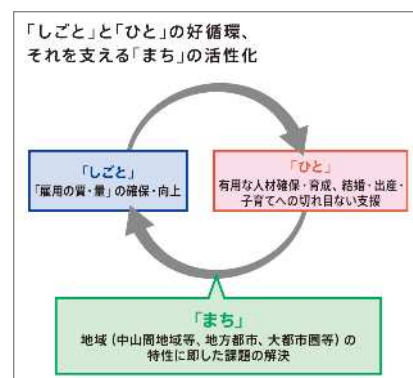 「しごと」と「ひと」の好循環、
それを支える「まち」の活性化
「しごと」
「雇用の質・量」の確保・向上
「ひと」
有用な人材確保・育成、結婚・出産・
子育てへの切れ目ない支援
「まち」
地域（中山間地域等、地方都市、大都市圏等）の
特性に即した課題の解決